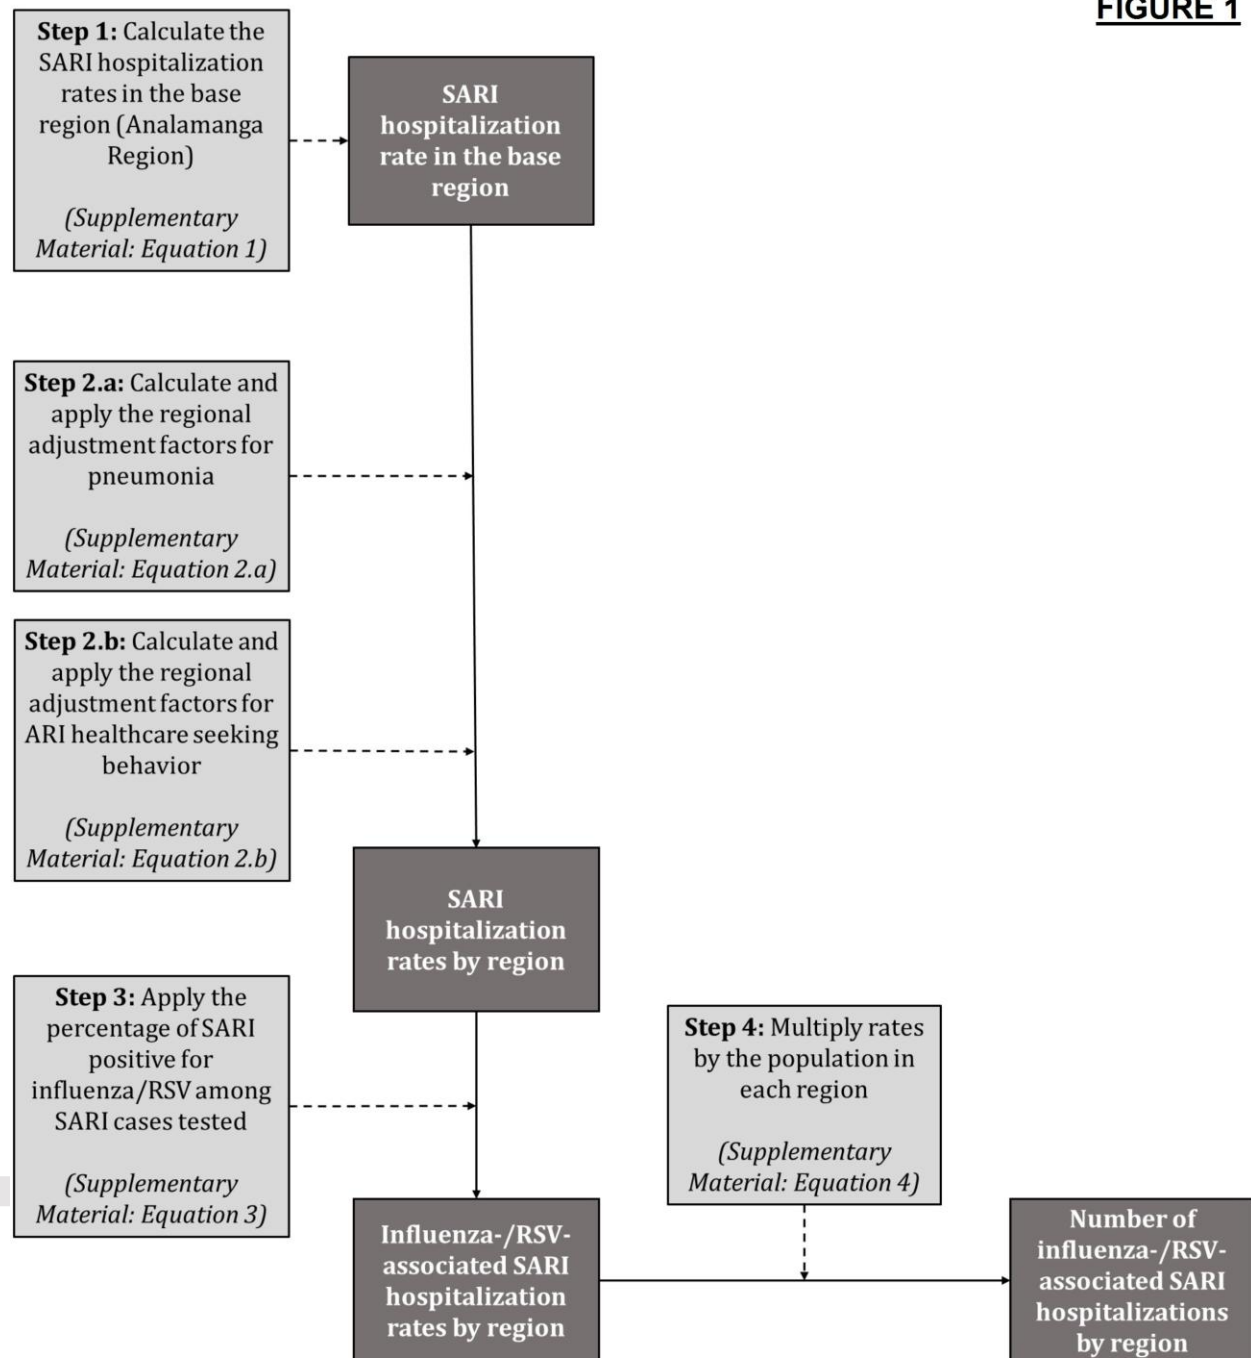 FIGURE 1
Step 1: Calculate the
SARI hospitalization
rates in the base
region (Analamanga
Region)
(Supplementary
Material: Equation 1)
SARI
hospitalization
rate in the base
region
Step 2.a: Calculate and
apply the regional
adjustment factors for
pneumonia
(Supplementary
Material: Equation 2.a)
Step 2.b: Calculate and
apply the regional
adjustment factors for
ARI healthcare seeking
behavior
(Supplementary
Material: Equation 2.b)
SARI
hospitalization
rates by region
Step 3: Apply the
percentage of SARI
positive for
influenza/RSV among
SARI cases tested
(Supplementary
Material: Equation 3)
Step 4: Multiply rates
by the population in
each region
(Supplementary
Material: Equation 4)
Influenza-/RSV-
associated SARI
hospitalization
rates by region
Number of
influenza-/RSV-
associated SARI
hospitalizations
by region